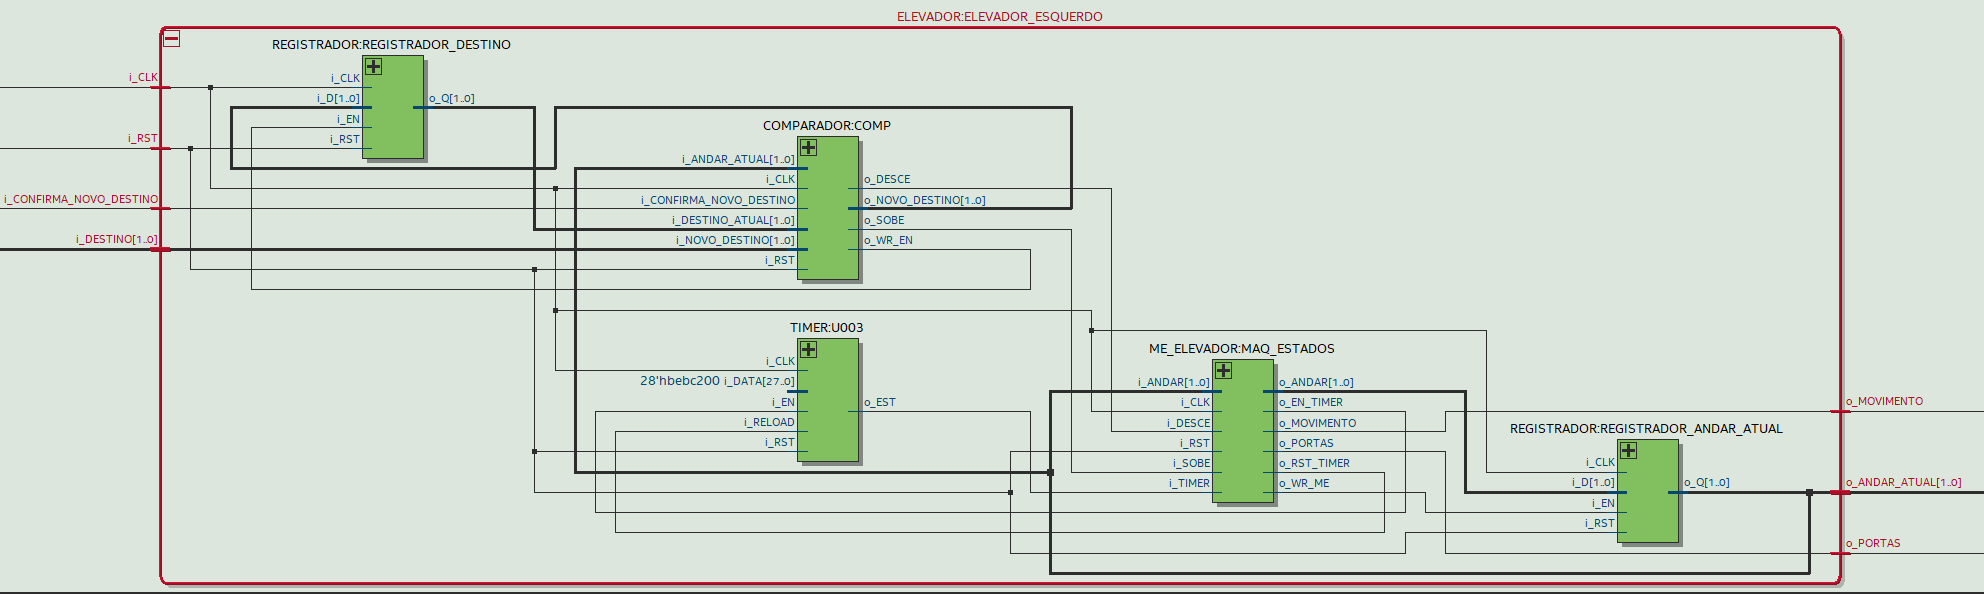 ELEVADOR:ELEVADOR_ESQUERDO
i_CLK
i_RST
i_CONFIRMA_NOVO_DESTINO
i_DESTINO[1..0]
REGISTRADOR:REGISTRADOR_DESTINO
i_CLK
i_D[1..0]
i_EN
i_RST
o_Q[1..0]
COMPARADOR:COMP
i_ANDAR_ATUAL[1..0]
i_CLK
i_CONFIRMA_NOVO_DESTINO
i_DESTINO_ATUAL[1..0]
i_NOVO_DESTINO[1..0]
i_RST
o_DESCE
o_NOVO_DESTINO[1..0]
o_SOBE
o_WR_EN
TIMER:U003
i_CLK
28'hbebc200 i_DATA[27..0]
i_EN
i_RELOAD
i_RST
o_EST
ME_ELEVADOR:MAQ_ESTADOS
i_ANDAR[1..0]
i_CLK
i_DESCE
i_RST
i_SOBE
i_TIMER
o_ANDAR[1..0]
o_EN_TIMER
o_MOVIMENTO
o_PORTAS
o_RST_TIMER
o_WR_ME
REGISTRADOR:REGISTRADOR_ANDAR_ATUAL
i_CLK
i_D[1..0]
i_EN
i_RST
o_Q[1..0]
o_MOVIMENTO
o_ANDAR_ATUAL[1..0]
o_PORTAS